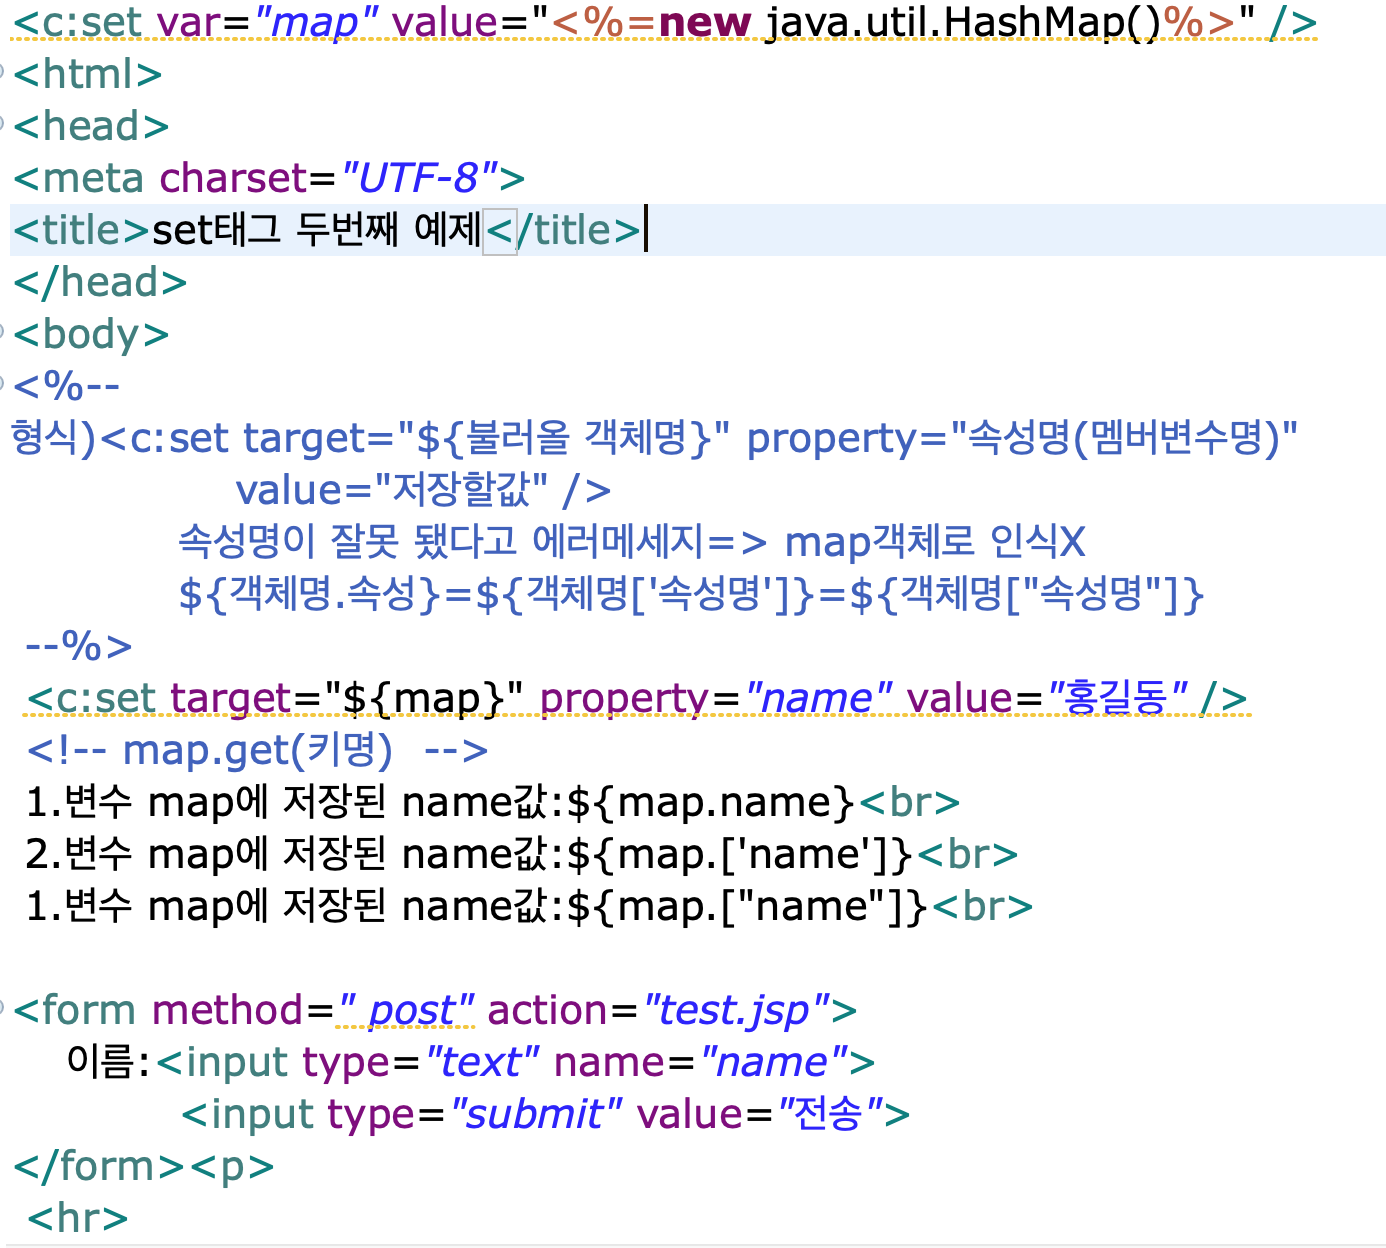 <c:set var="map" value="<%=new java.util.HashMap()%>" />
<html>
<head>
<meta charset="UTF-8">
<title>set태그 두번째 예제</title>
</head>
<body>
<%--
형식)<c:set target="${불러올 객체명}" property="속성명(멤버변수명)"
value="저장할값" />
속성명이 잘못 됐다고 에러메세지=> map객체로 인식X
${객체명.속성}=${객체명['속성명']}=${객체명["속성명"]}
--%>
<c:set target="${map}" property="name" value="홍길동" />
<!-- map.get(키명)  -->
1.변수 map에 저장된 name값:${map.name}<br>
2.변수 map에 저장된 name값:${map.['name']}<br>
1.변수 map에 저장된 name값:${map.["name"]}<br>
<form method=" post" action="test.jsp">
이름:<input type="text" name="name">
<input type="submit" value="전송">
</form><p>
<hr>